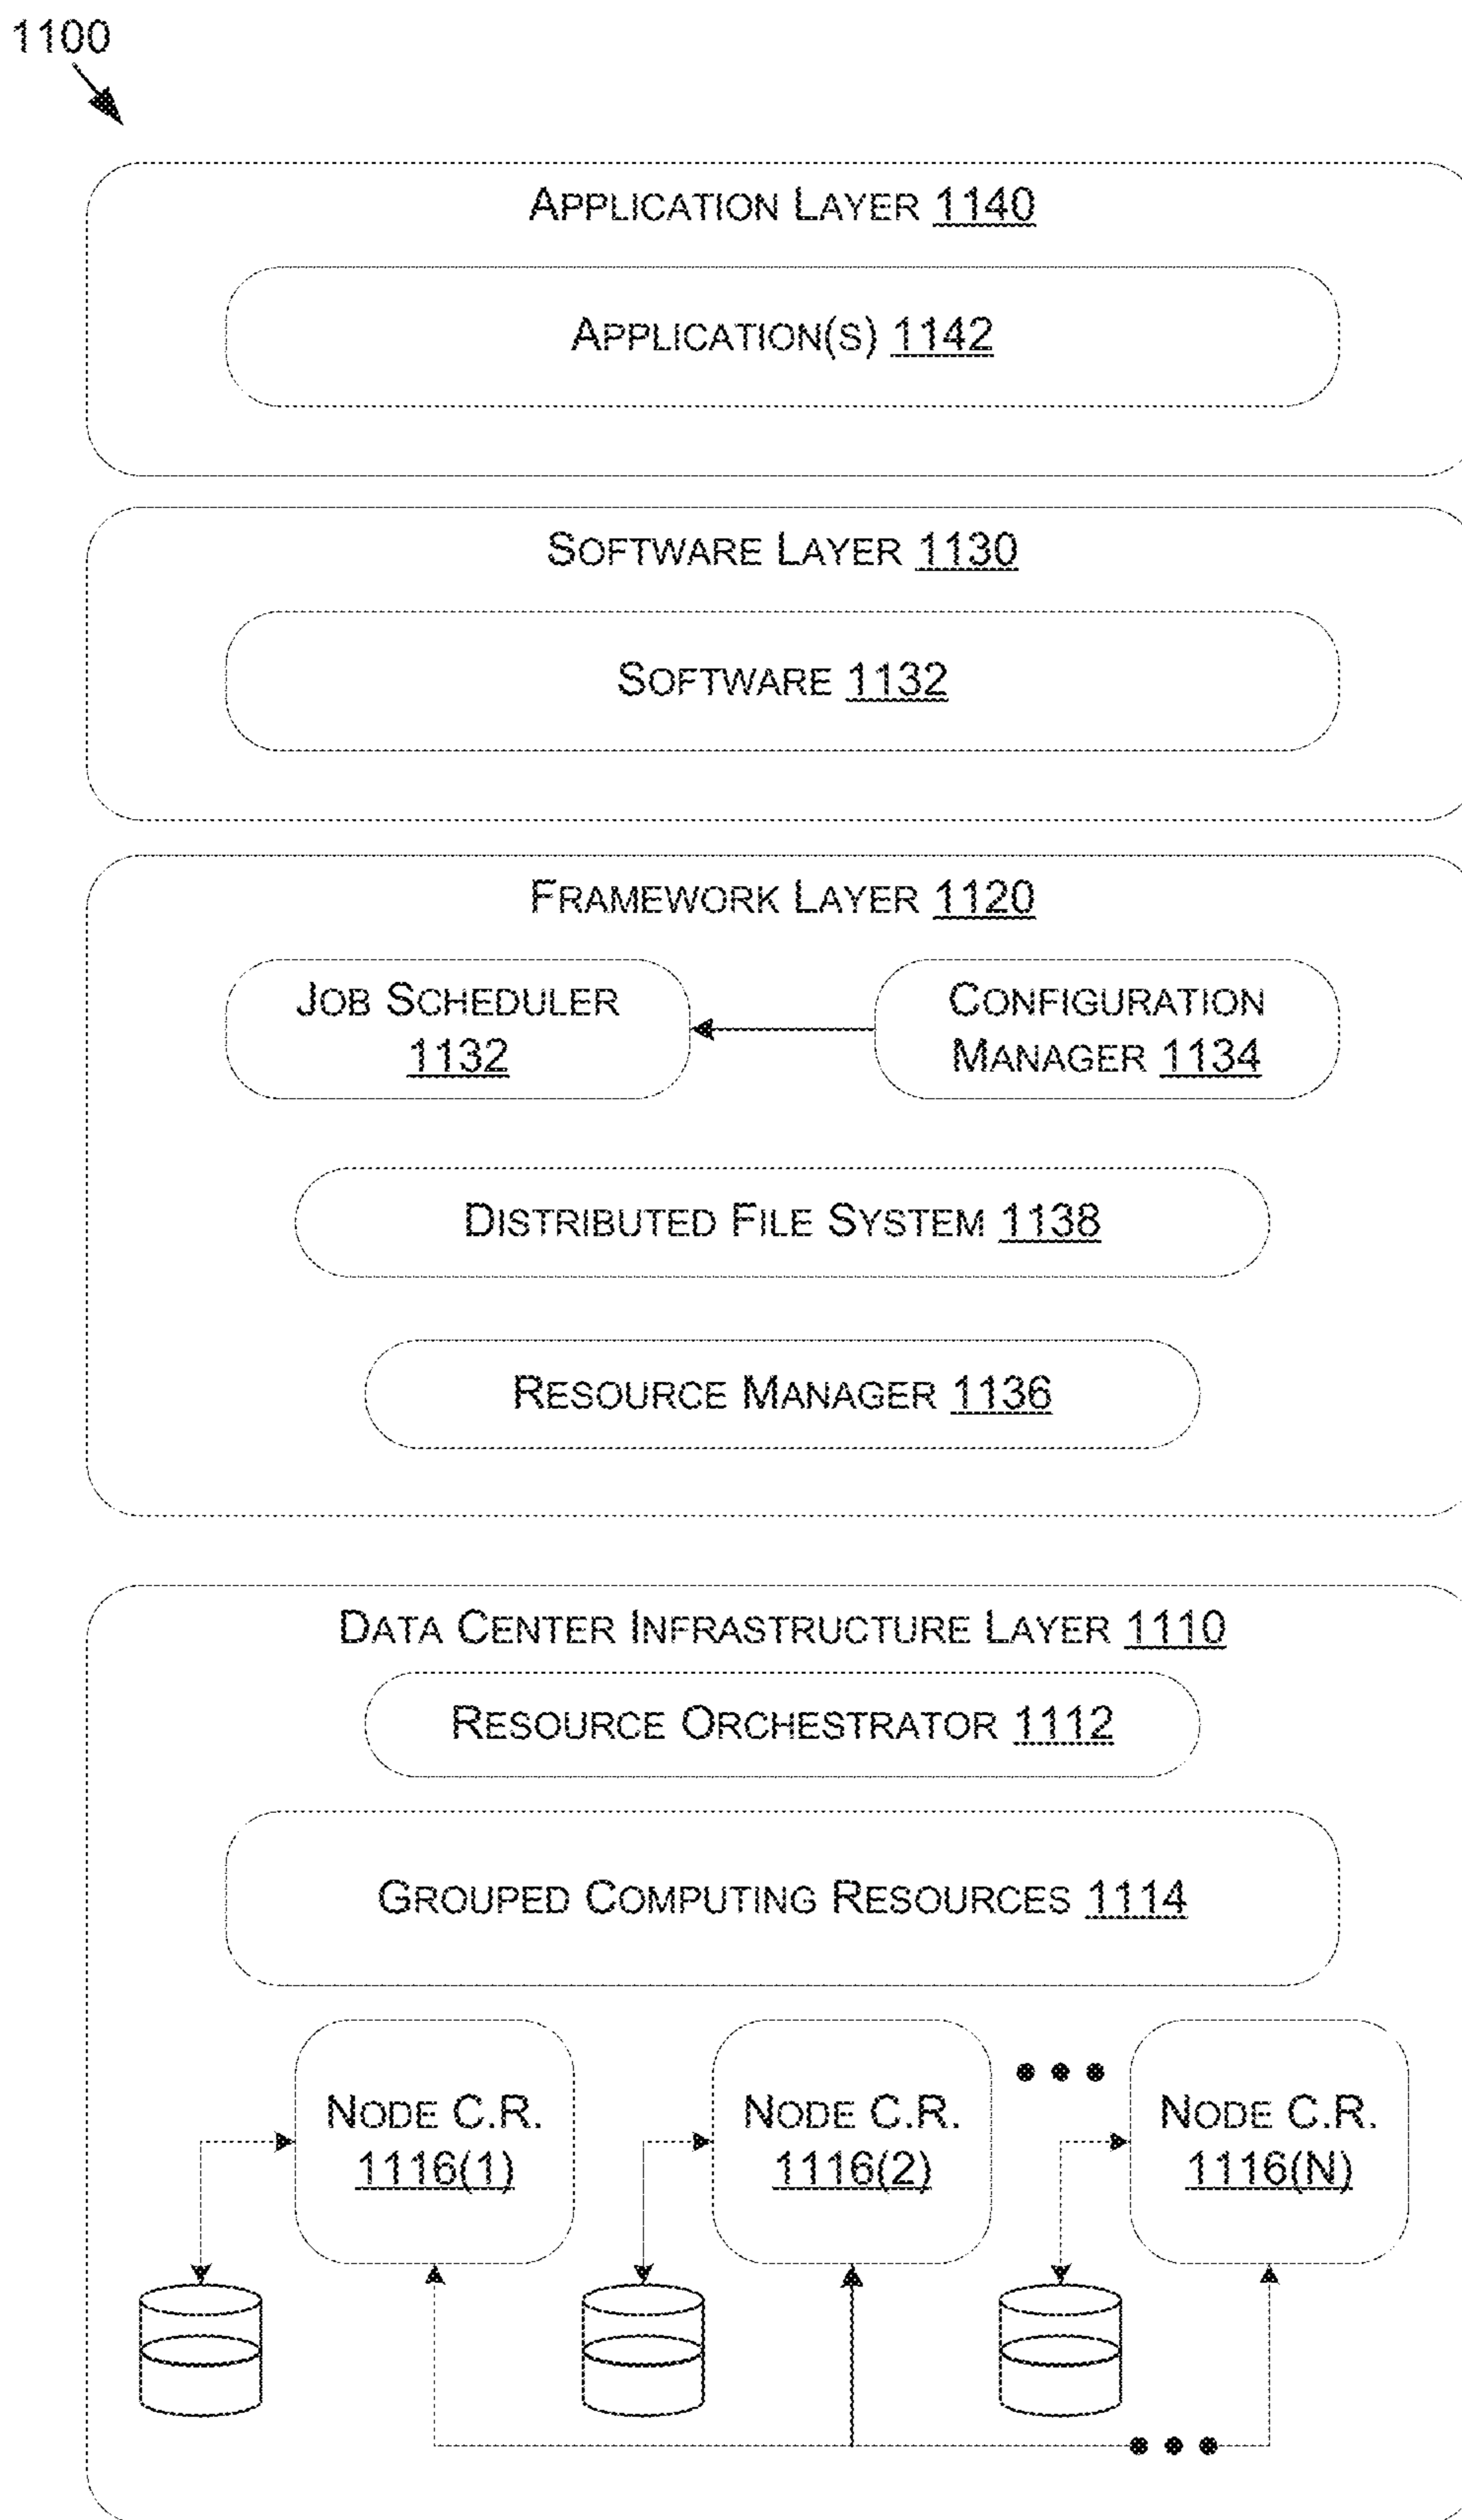 1100
APPLICATION LAYER 1140
APPLICATION(S) 1142
SOFTWARE LAYER 1130
SOFTWARE 1132
FRAMEWORK LAYER 1120
JOB SCHEDULER
1132
CONFIGURATION
MANAGER 1134
DISTRIBUTED FILE SYSTEM 1138
RESOURCE MANAGER 1136
DATA CENTER INFRASTRUCTURE LAYER 1110
RESOURCE ORCHESTRATOR 1112
GROUPED COMPUTING RESOURCES 1114
NODE C.R.
1116(1)
NODE C.R.
1116(2)
NODE C.R.
1116(N)